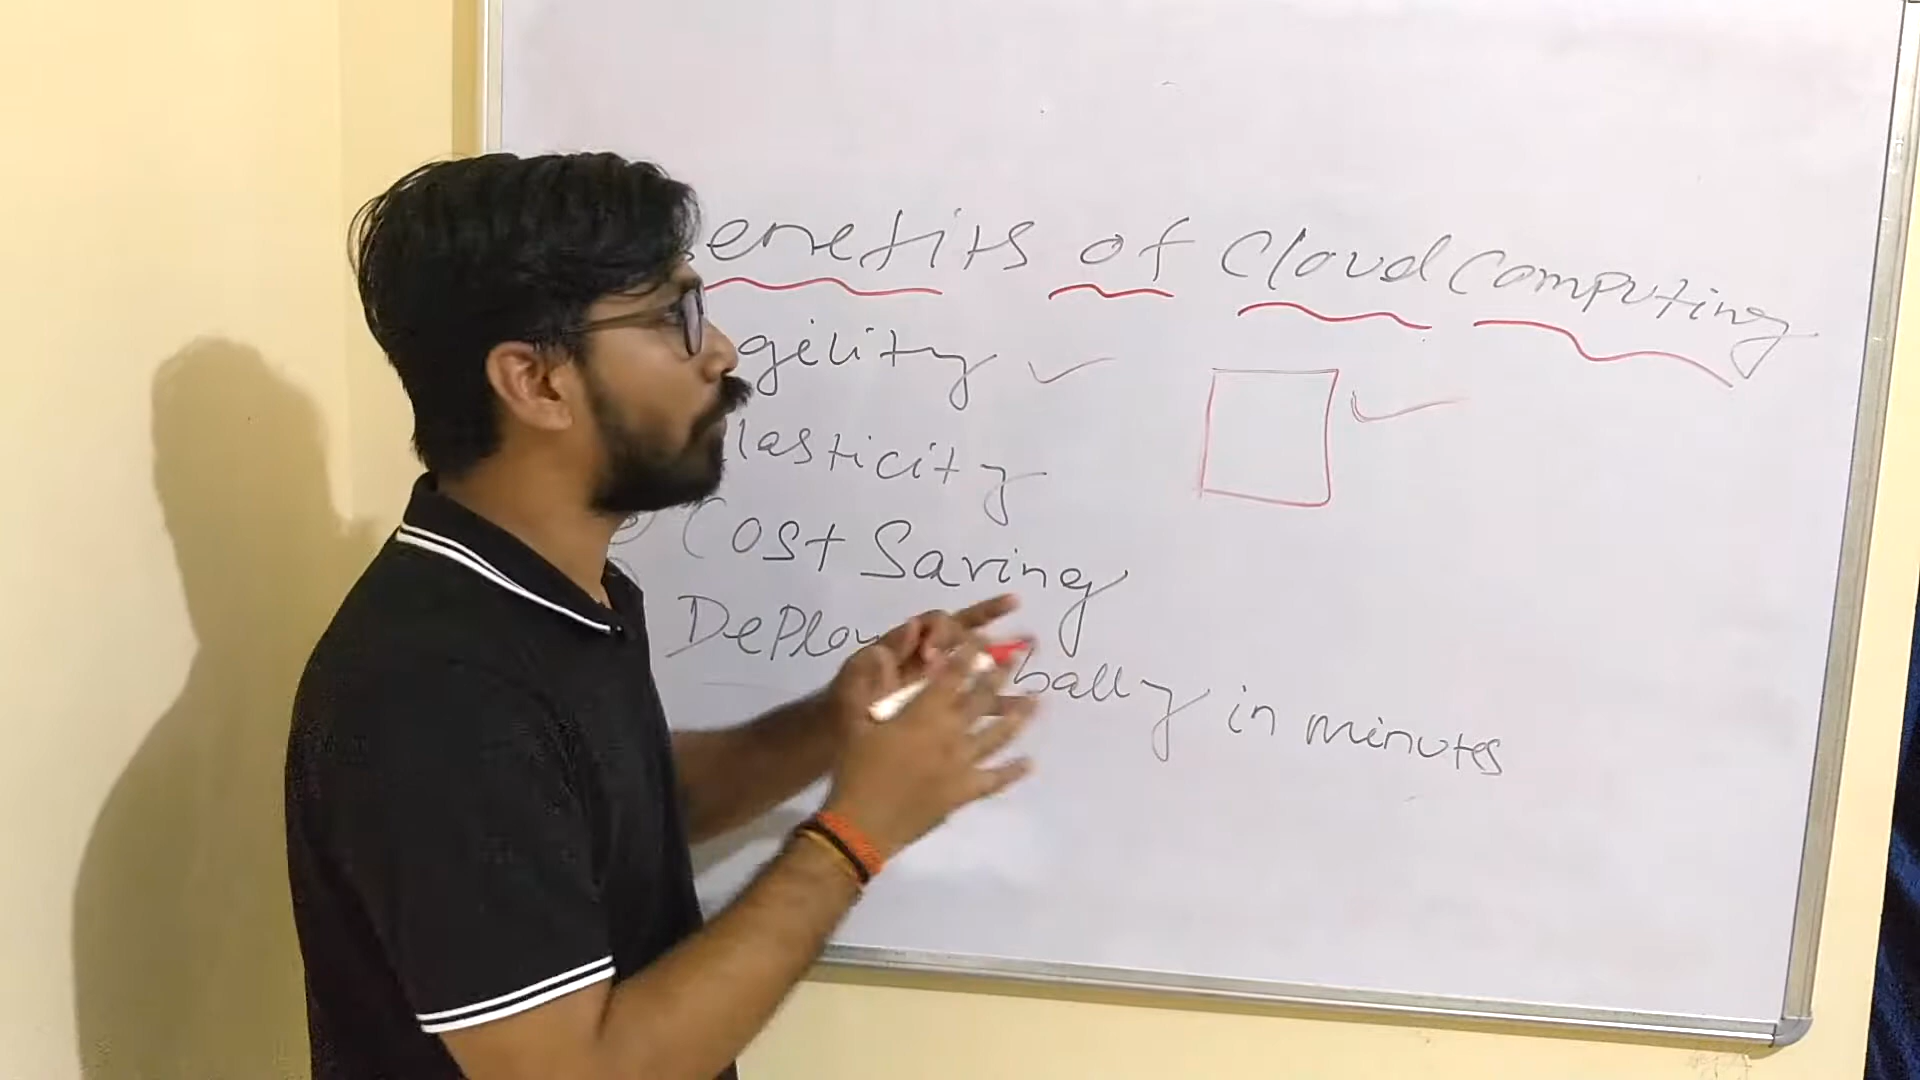 enefits of Cloud Computing
gility
lasticity
Cost Saving
Deplo bally in minutes